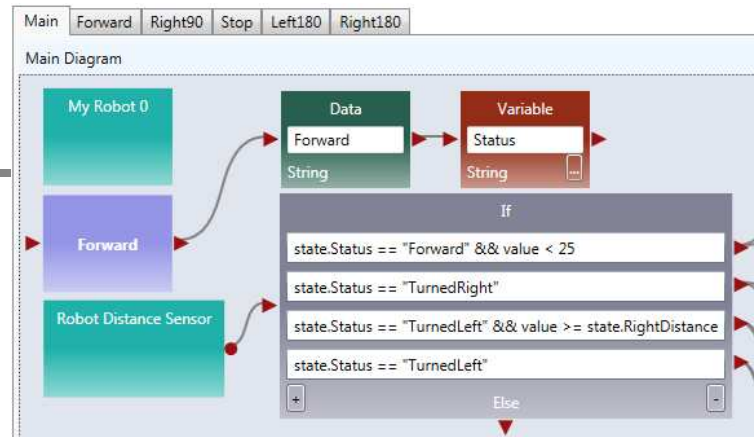 Main Forward Right90 Stop Left180 Right180
Main Diagram
My Robot 0
Data
Variable
Forward
Status
String
String ...
Forward
If
state.Status == "Forward" && value < 25
state.Status == "TurnedRight"
Robot Distance Sensor
state.Status == "TurnedLeft" && value >= state.RightDistance
state.Status == "TurnedLeft"
+ Else -